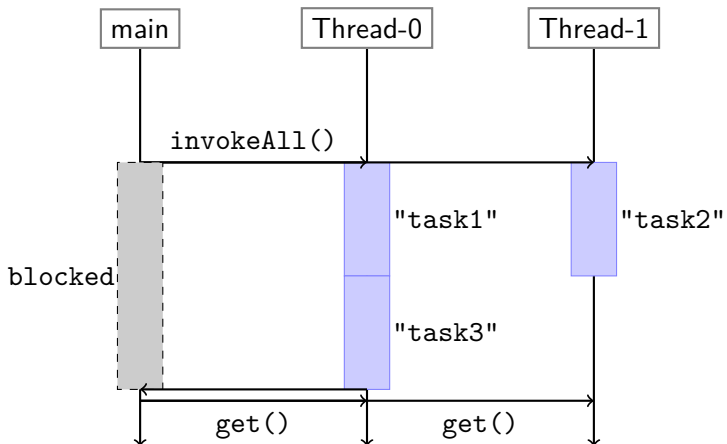 main
Thread-0
Thread-1
invokeAll()
"task1"
"task2"
blocked
"task3"
get()
get()